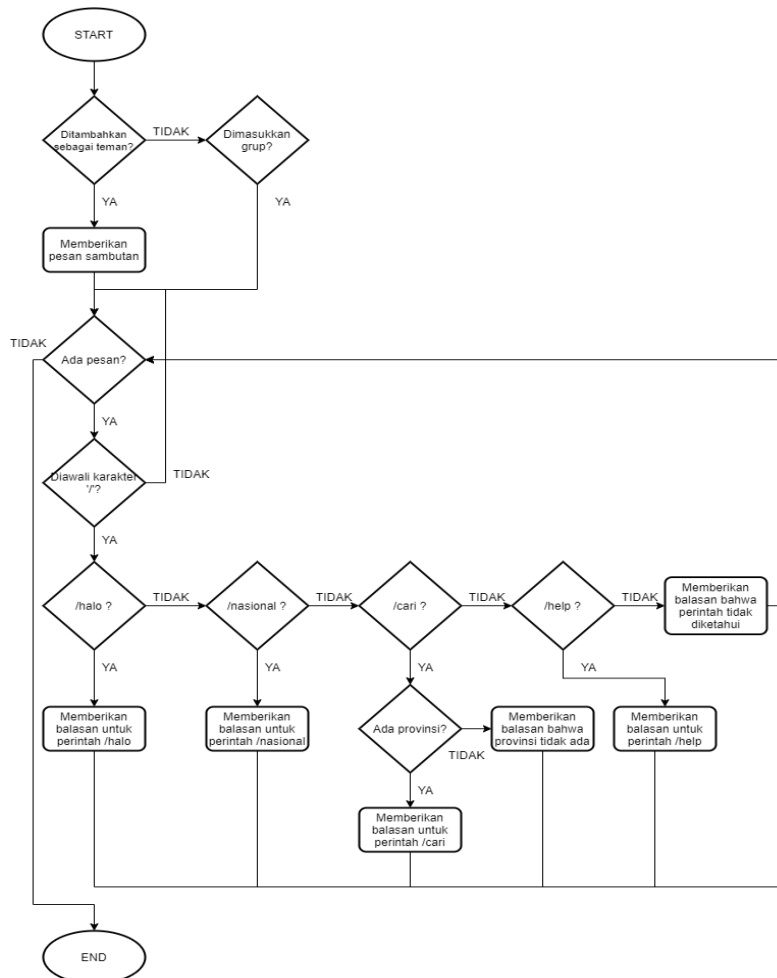 START
Ditambahkan
sebagai teman?
TIDAK
Dimasukkan
grup?
YA
YA
Memberikan
pesan sambutan
TIDAK
Ada pesan?
YA
Diawali karakter
'/'?
TIDAK
YA
/halo ?
TIDAK
/nasional ?
TIDAK
/cari ?
TIDAK
/help ?
TIDAK
Memberikan
balasan bahwa
perintah tidak
diketahui
YA
YA
YA
YA
Memberikan
balasan untuk
perintah /halo
Memberikan
balasan untuk
perintah /nasional
Ada provinsi?
TIDAK
Memberikan
balasan bahwa
provinsi tidak ada
Memberikan
balasan untuk
perintah /help
YA
Memberikan
balasan untuk
perintah /cari
END